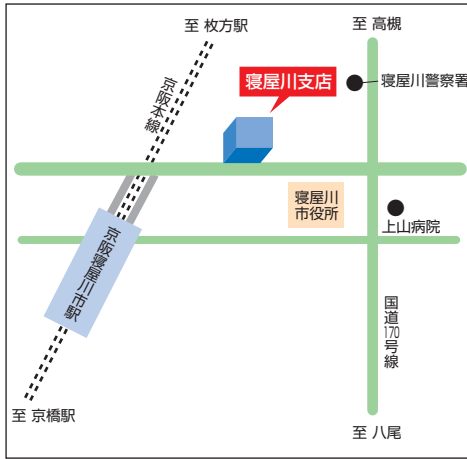 至 枚方駅
至 高槻
京阪本線
寝屋川支店
寝屋川警察署
寝屋川
市役所
上山病院
京阪寝屋川市駅
国道170号線
至 京橋駅
至 八尾